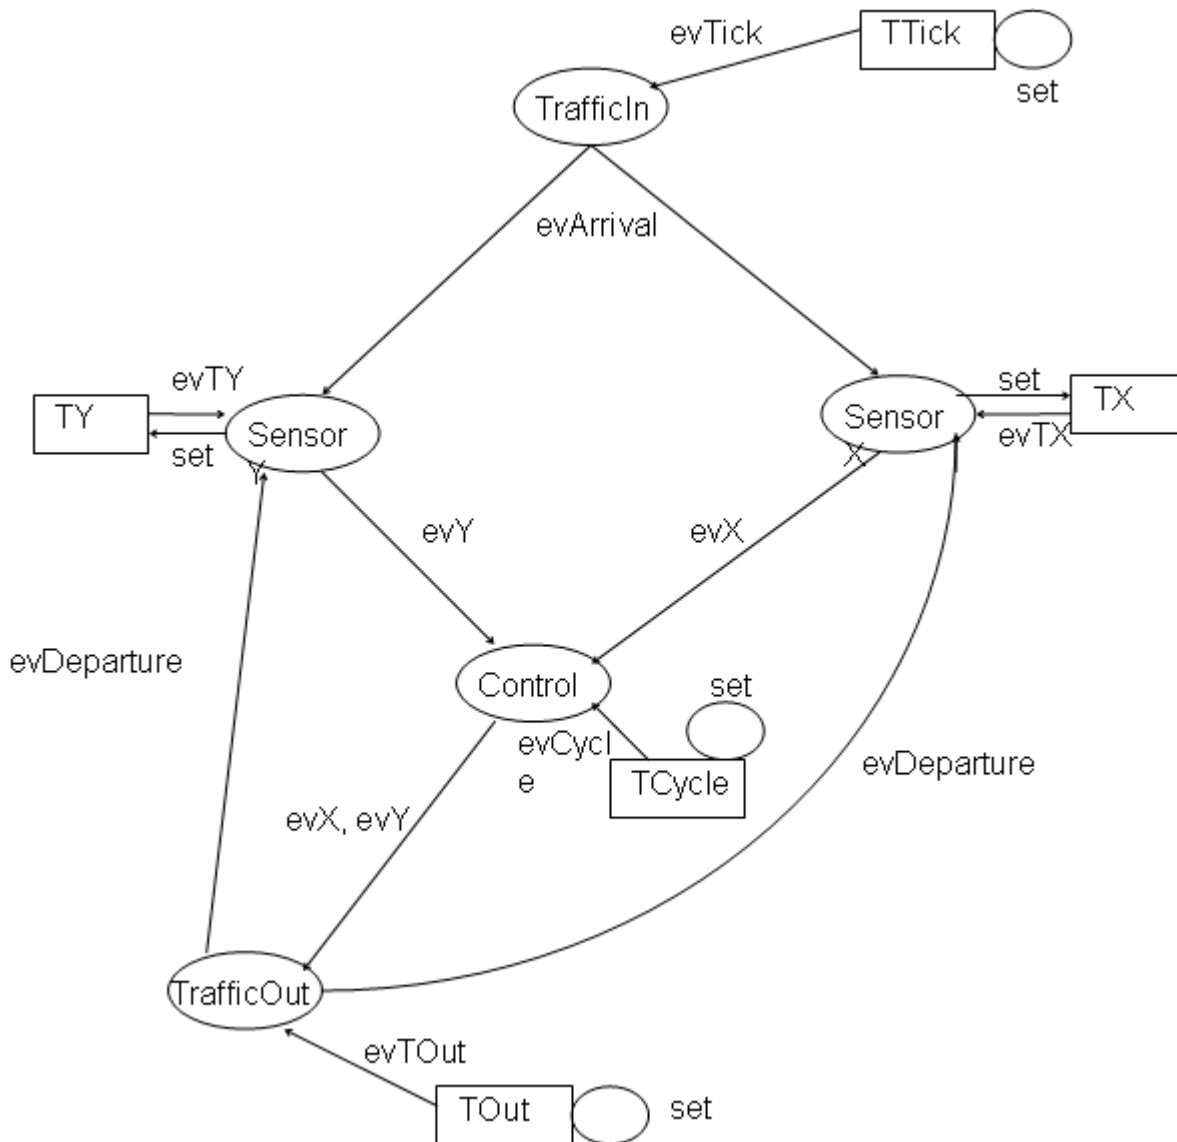 evTick
TTick
set
TrafficIn
evArrival
evTY
TY
set
Sensor
Y
Sensor
X
set
TX
evTX
evY
evX
evDeparture
Control
set
evCycl
e
TCycle
evDeparture
evX, evY
TrafficOut
evTOut
TOut
set